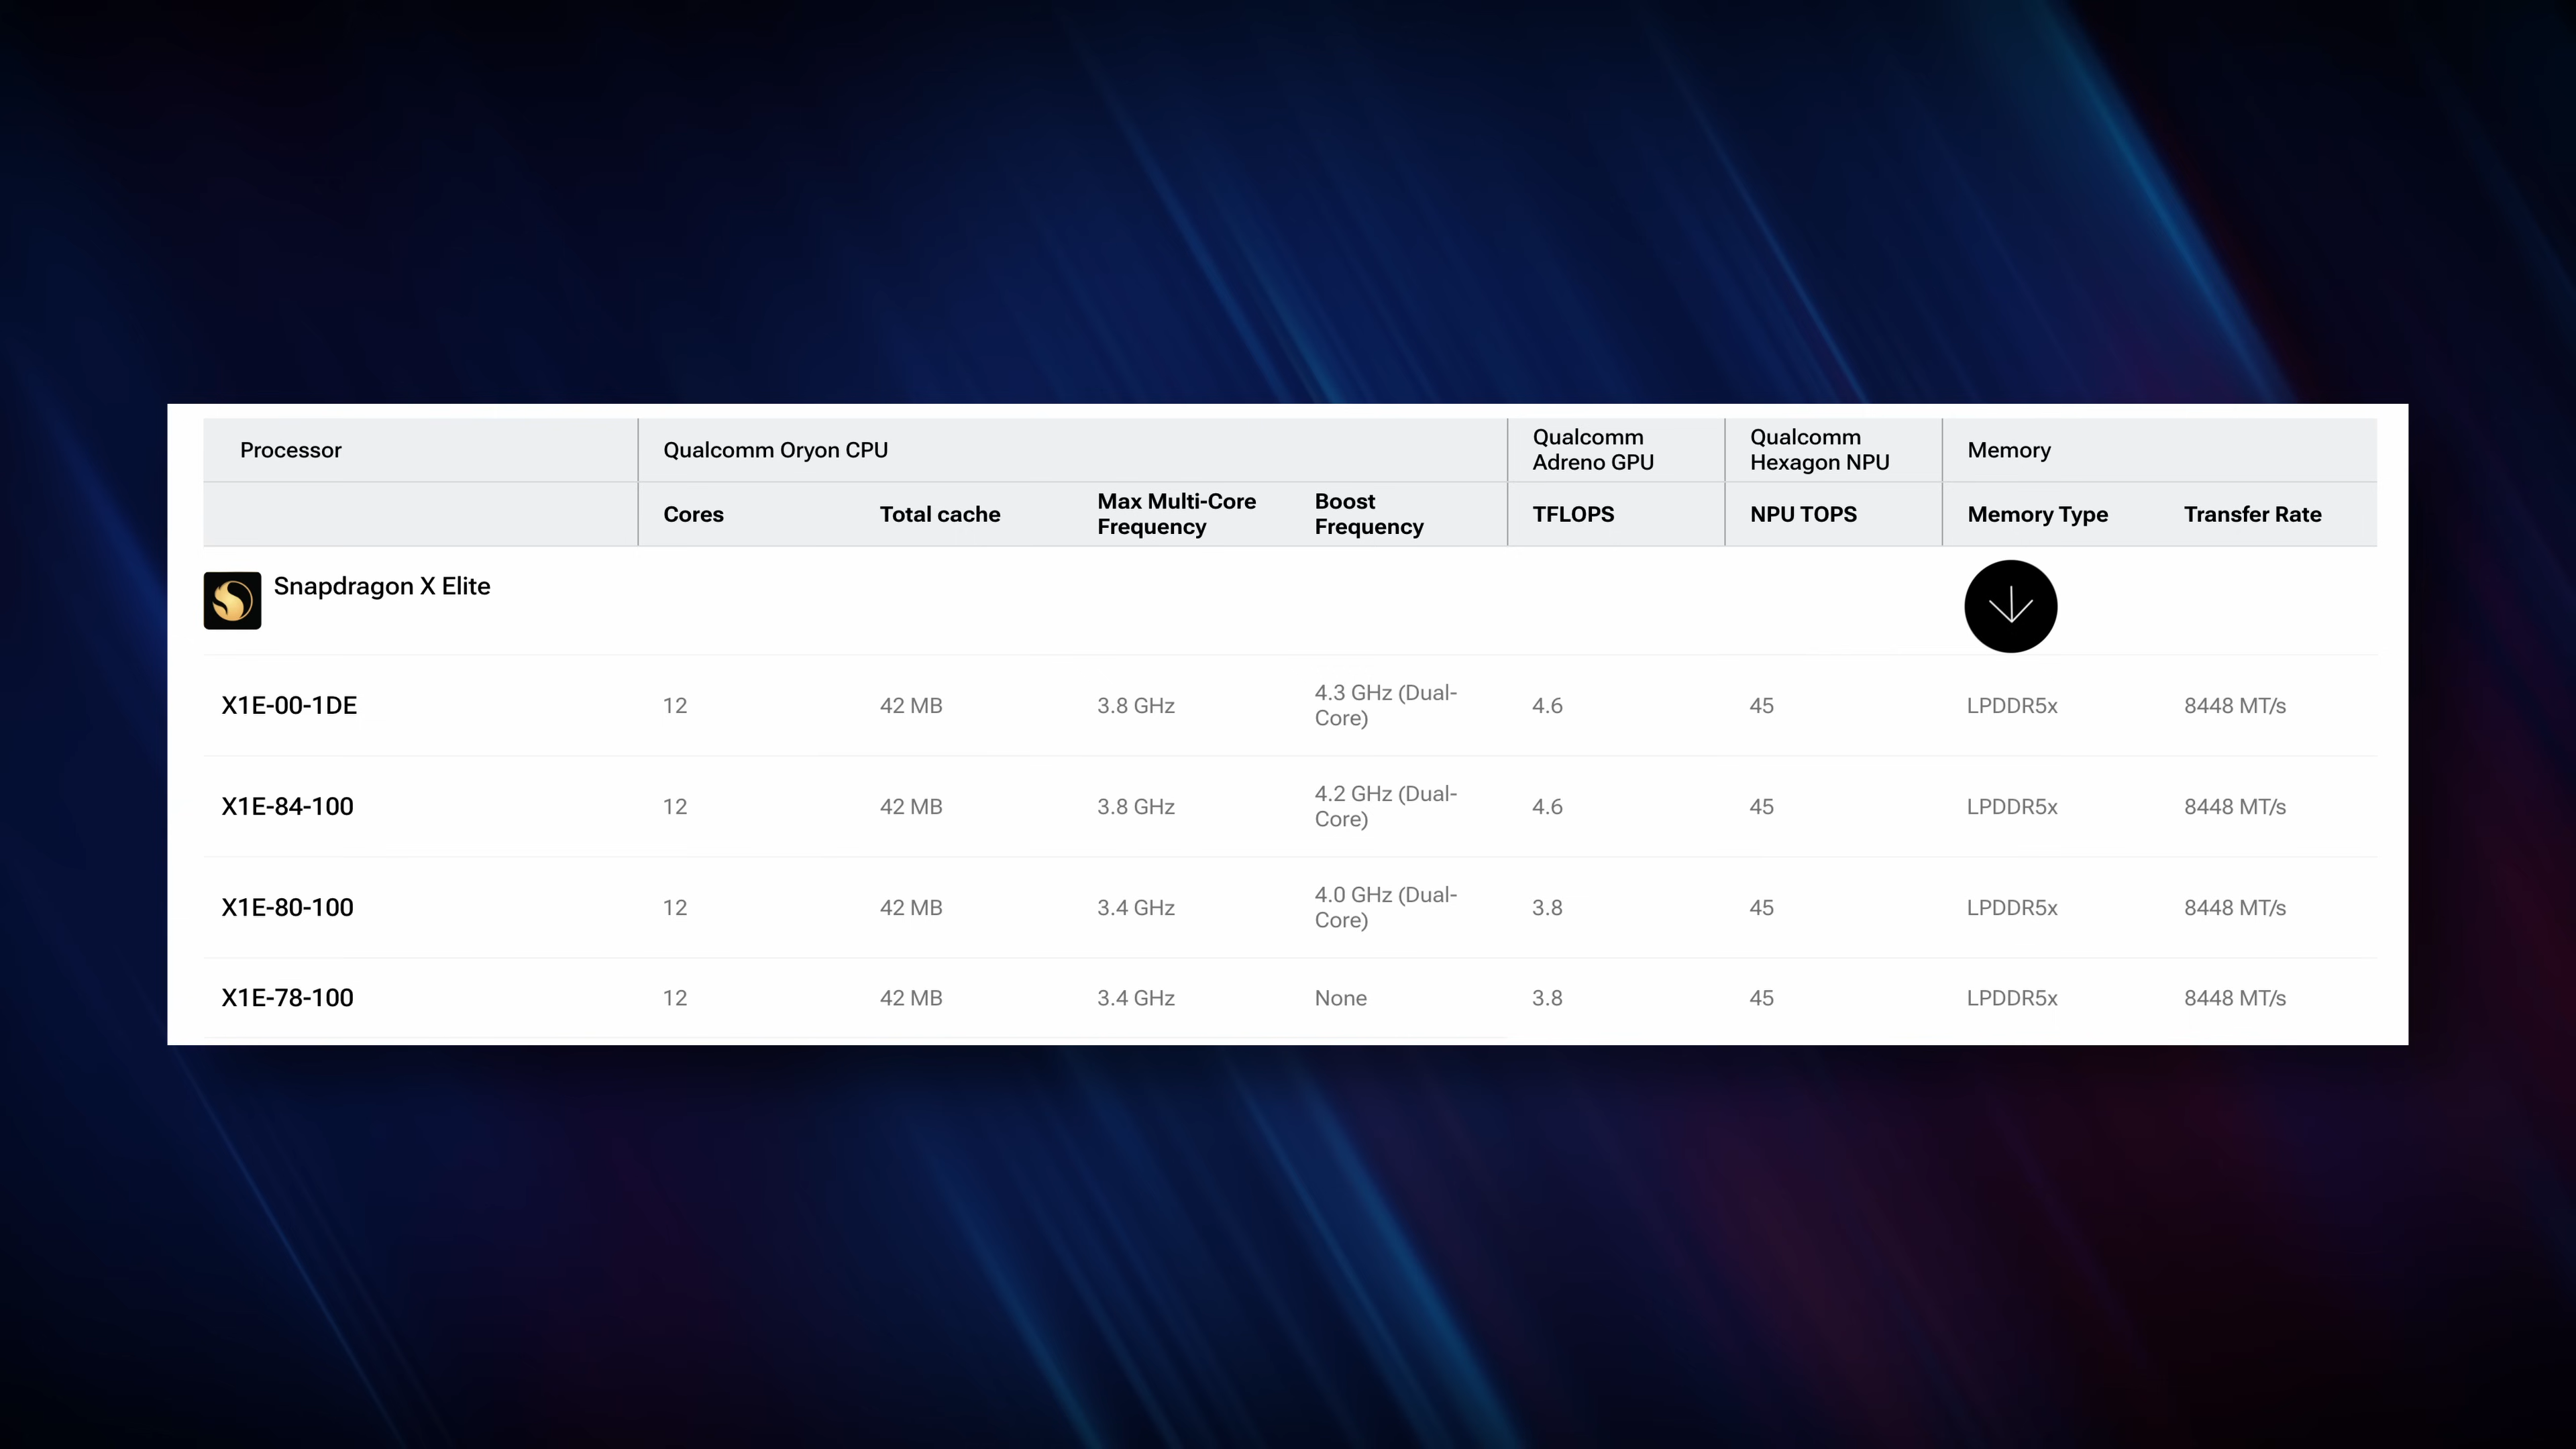 Processor Qualcomm Oryon CPU Qualcomm Adreno GPU Qualcomm Hexagon NPU Memory
Cores Total cache Max Multi-Core Frequency Boost Frequency TFLOPS NPU TOPS Memory Type Transfer Rate
Snapdragon X Elite
X1E-00-1DE 12 42 MB 3.8 GHz 4.3 GHz (Dual-Core) 4.6 45 LPDDR5x 8448 MT/s
X1E-84-100 12 42 MB 3.8 GHz 4.2 GHz (Dual-Core) 4.6 45 LPDDR5x 8448 MT/s
X1E-80-100 12 42 MB 3.4 GHz 4.0 GHz (Dual-Core) 3.8 45 LPDDR5x 8448 MT/s
X1E-78-100 12 42 MB 3.4 GHz None 3.8 45 LPDDR5x 8448 MT/s